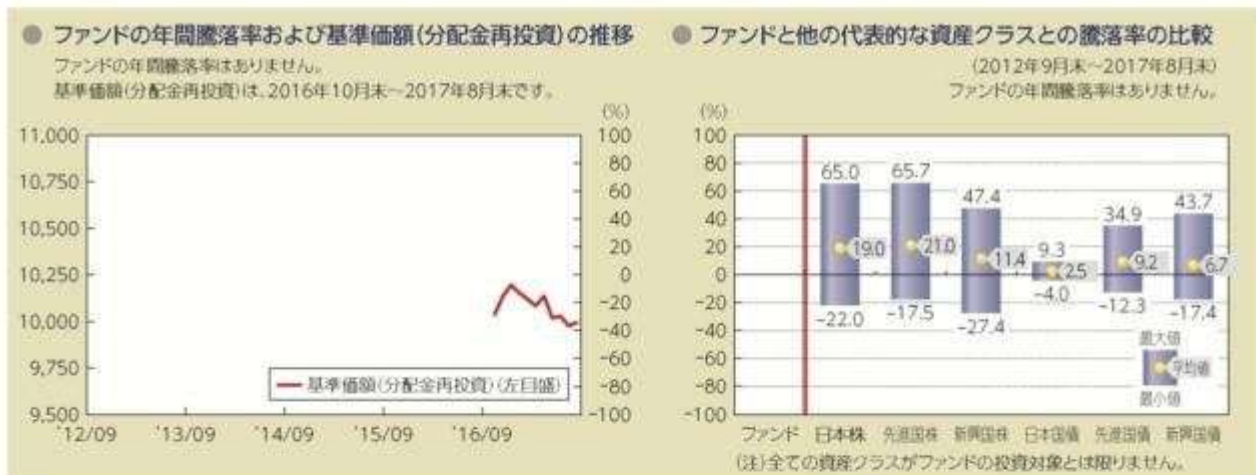 ● ファンドの年間騰落率および基準価額(分配金再投資)の推移
ファンドの年間騰落率はありません。
基準価額(分配金再投資)は、2016年10月末～2017年8月末です。
(%)
11,000
10,750
10,500
10,250
10,000
9,750
9,500
100
80
60
40
20
0
-20
-40
-60
-80
-100
基準価額(分配金再投資)(左目盛)
'12/09 '13/09 '14/09 '15/09 '16/09
● ファンドと他の代表的な資産クラスとの騰落率の比較
(2012年9月末～2017年8月末)
ファンドの年間騰落率はありません。
(%)
100
80
60
40
20
0
-20
-40
-60
-80
-100
65.0 65.7 47.4 9.3 34.9 43.7
19.0 21.0 11.4 2.5 9.2 6.7
-22.0 -17.5 -27.4 -4.0 -12.3 -17.4
最大値
平均値
最小値
ファンド 日本株 先進国株 新興国株 日本国債 先進国債 新興国債
(注)全ての資産クラスがファンドの投資対象とは限りません。